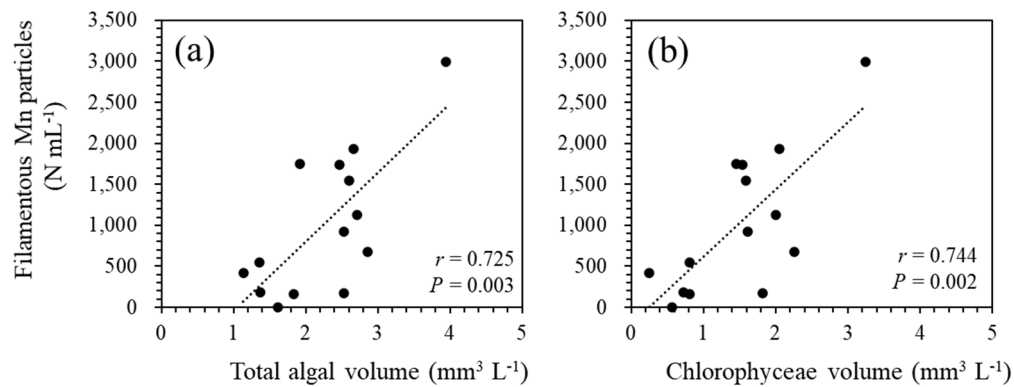 Filamentous Mn particles
(N mL-1)
3,500
3,000
2,500
2,000
1,500
1,000
500
0
(a)
r = 0.725
P = 0.003
0 1 2 3 4 5
Total algal volume (mm3 L-1)
3,500
3,000
2,500
2,000
1,500
1,000
500
0
(b)
r = 0.744
P = 0.002
0 1 2 3 4 5
Chlorophyceae volume (mm3 L-1)